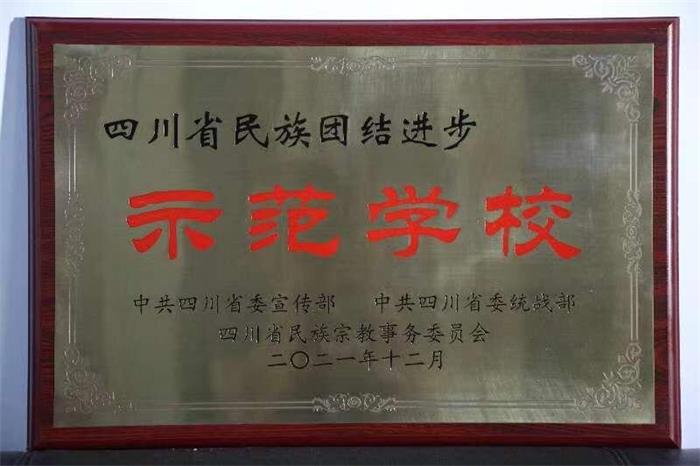 四川省民族团结进步
示范学校
中共四川省委宣传部 中共四川省委统战部
四川省民族宗教事务委员会
二〇二一年十二月